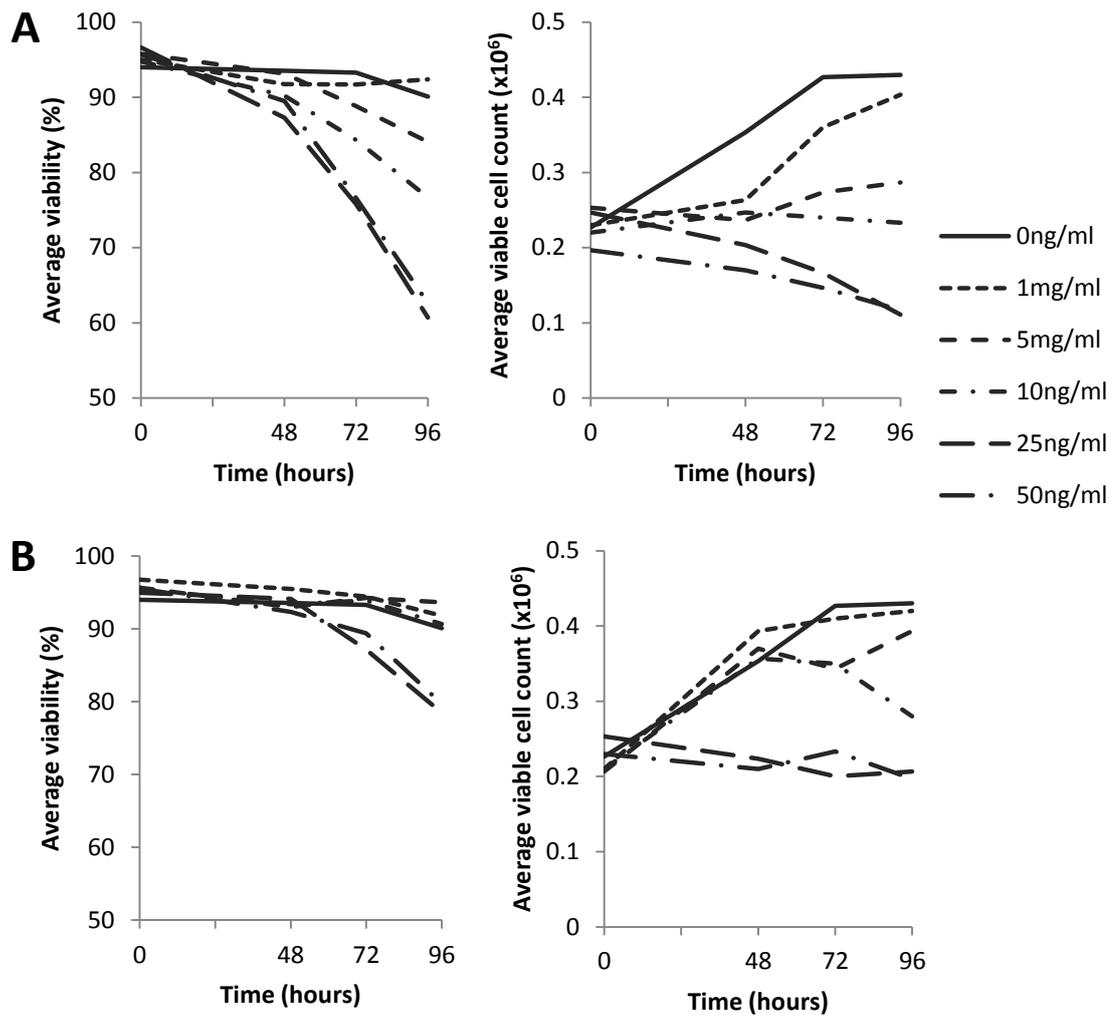 A
Average viability (%)
100
90
80
70
60
50
0
48
72
96
Time (hours)
Average viable cell count (x10⁶)
0.5
0.4
0.3
0.2
0.1
0
0
48
72
96
Time (hours)
0ng/ml
1mg/ml
5mg/ml
10ng/ml
25ng/ml
50ng/ml
B
Average viability (%)
100
90
80
70
60
50
0
48
72
96
Time (hours)
Average viable cell count (x10⁶)
0.5
0.4
0.3
0.2
0.1
0
0
48
72
96
Time (hours)